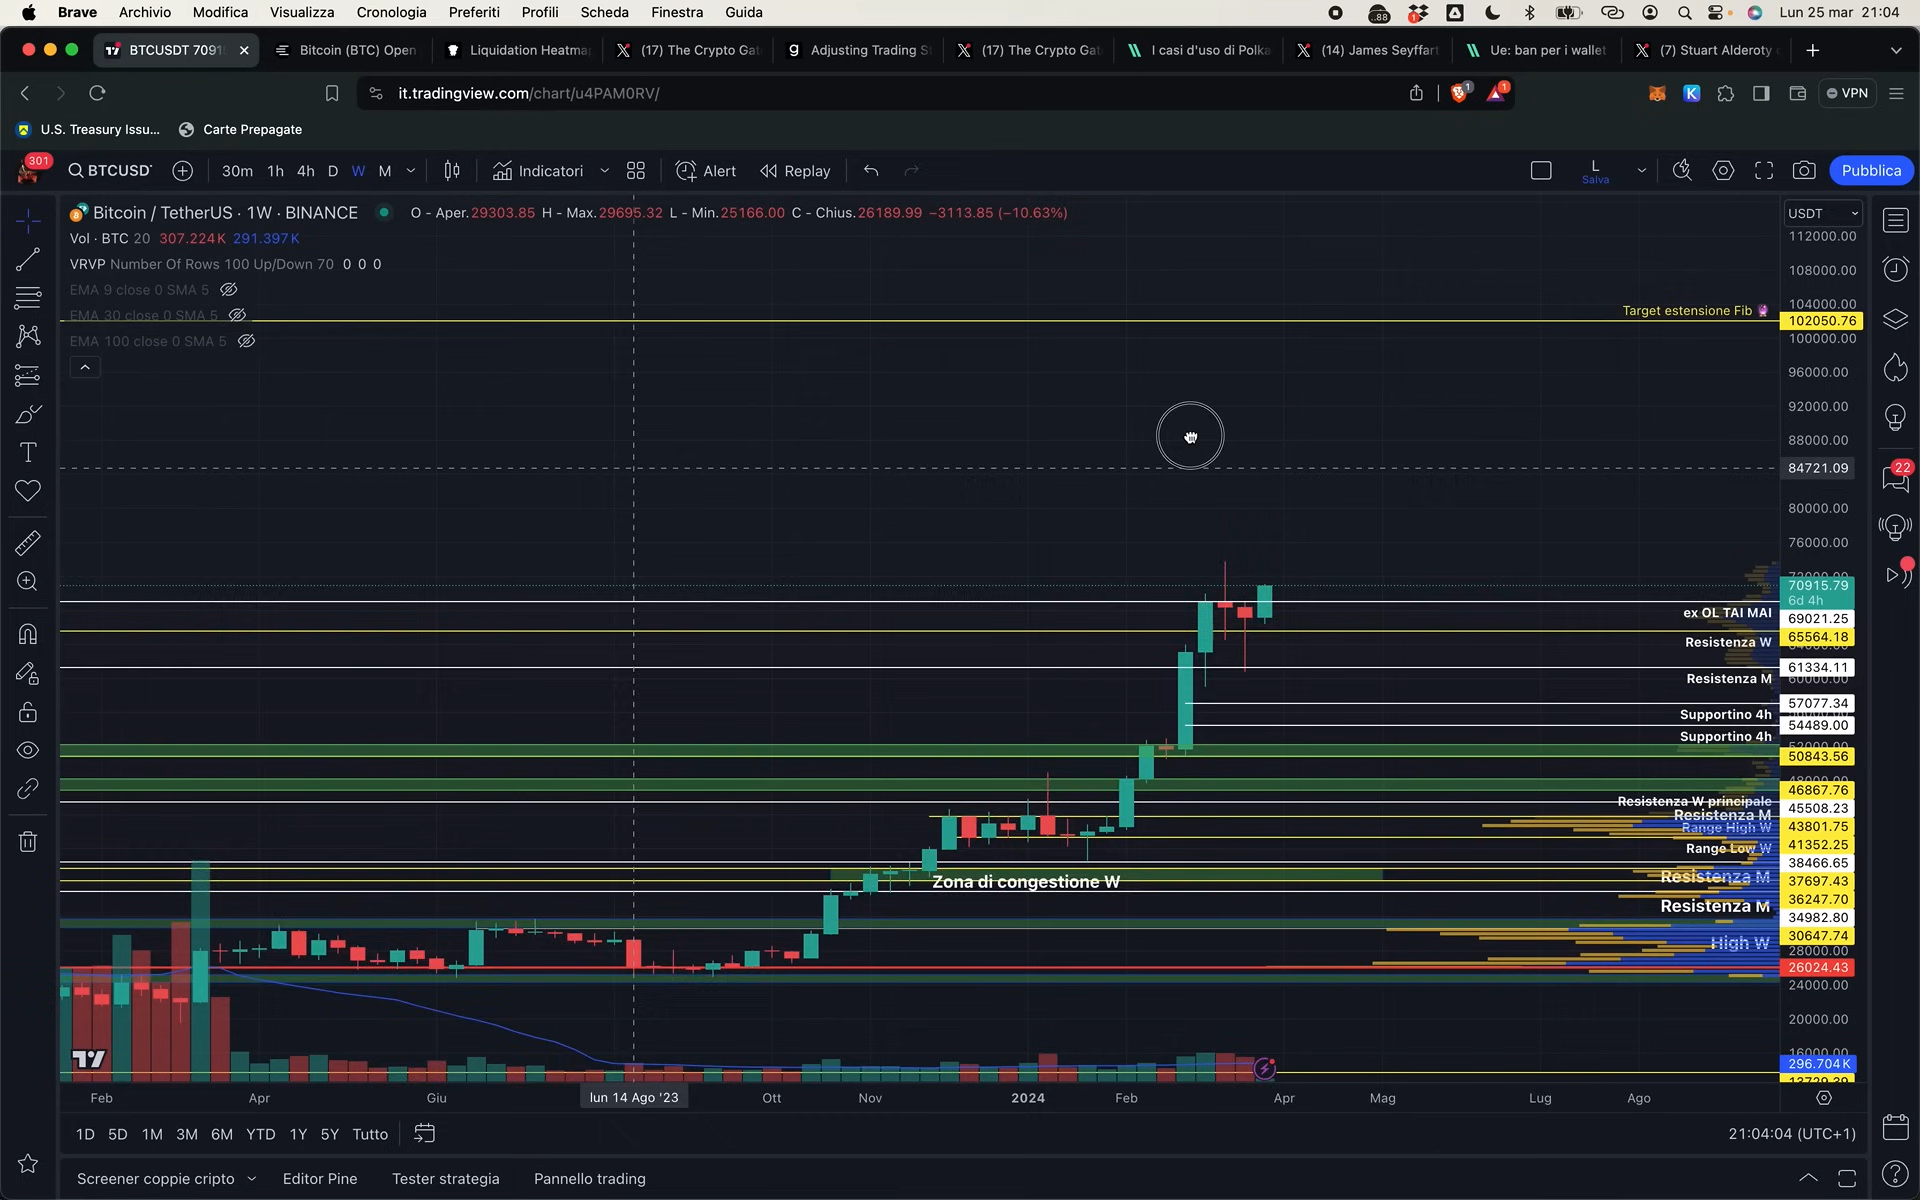 Brave Archivio Modifica Visualizza Cronologia Preferiti Profili Scheda Finestra Guida .88 1 Lun 25 mar 21:04
BTCUSDT 7091 Bitcoin (BTC) Open Liquidation Heatma (17) The Crypto Gat Adjusting Trading S (17) The Crypto Gat I casi d'uso di Polka (14) James Seyffart Ue: ban per i wallet (7) Stuart Alderoty
it.tradingview.com/chart/u4PAM0RV/ 1 1 VPN
U.S. Treasury Issu... Carte Prepagate
301 BTCUSD 30m 1h 4h D W M Indicatori Alert Replay L Salva Pubblica
Bitcoin / TetherUS · 1W · BINANCE O - Aper.29303.85 H - Max.29695.32 L - Min.25166.00 C - Chius.26189.99 −3113.85 (−10.63%) USDT
Vol · BTC 20 307.224K 291.397K
VRVP Number Of Rows 100 Up/Down 70 0 0 0
EMA 9 close 0 SMA 5
EMA 30 close 0 SMA 5
EMA 100 close 0 SMA 5
112000.00
108000.00
104000.00
Target estensione Fib 102050.76
100000.00
96000.00
92000.00
88000.00
84721.09
22
80000.00
76000.00
70915.79
6d 4h
ex OL TAI MAI 69021.25
65564.18
Resistenza W
61334.11
Resistenza M 60000.00
57077.34
Supportino 4h
54489.00
Supportino 4h
52000.00
50843.56
48000.00
46867.76
Resistenza W principale
45508.23
Resistenza M
Range High W 43801.75
41352.25
Range Low W
38466.65
Zona di congestione W
Resistenza M 37697.43
36247.70
Resistenza M
34982.80
30647.74
High W
28000.00
26024.43
24000.00
20000.00
16000.00
296.704K
13729.39
Feb Apr Giu lun 14 Ago '23 Ott Nov 2024 Feb Apr Mag Lug Ago
1D 5D 1M 3M 6M YTD 1Y 5Y Tutto 21:04:04 (UTC+1)
Screener coppie cripto Editor Pine Tester strategia Pannello trading